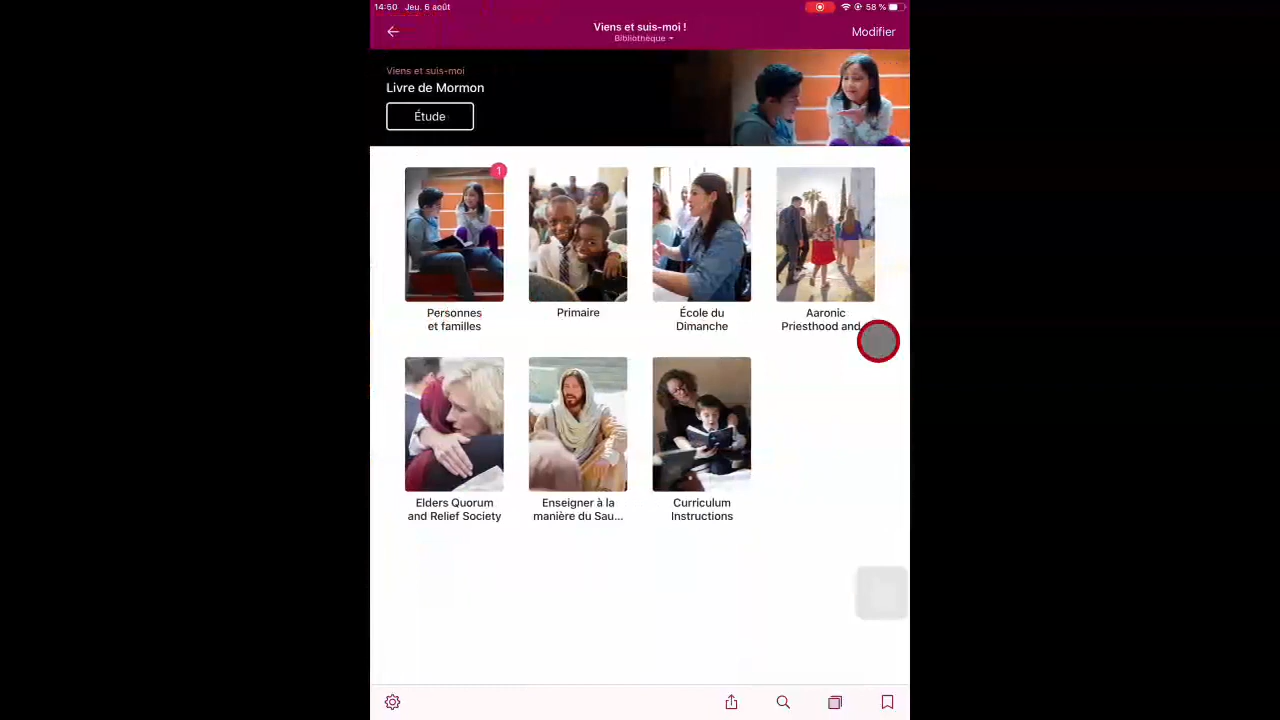 14:50 Jeu. 6 août
58 %
Viens et suis-moi !
Bibliothèque
Modifier
Viens et suis-moi
Livre de Mormon
Étude
1
Personnes
et familles
Primaire
École du
Dimanche
Aaronic
Priesthood and
Elders Quorum
and Relief Society
Enseigner à la
manière du Sau...
Curriculum
Instructions